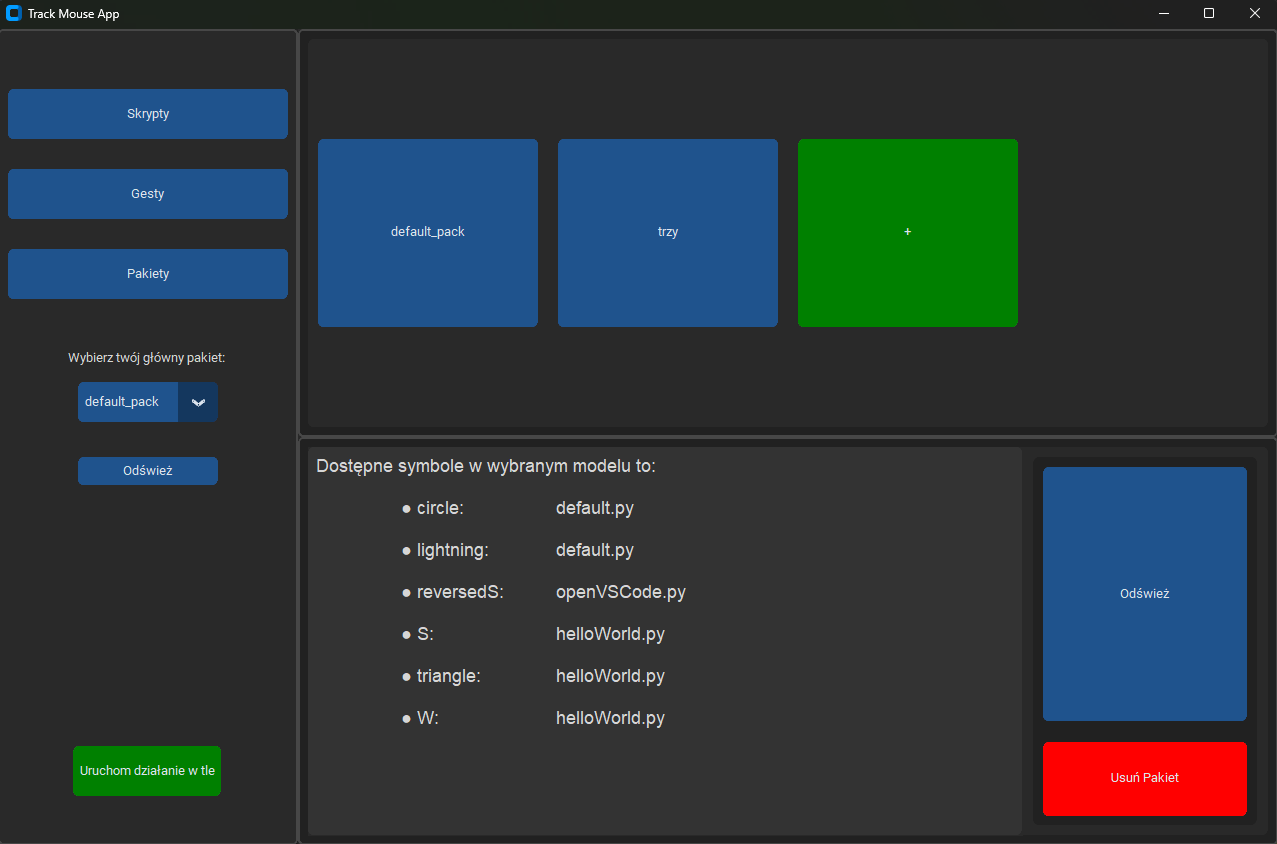 Track Mouse App
Skrypty
Gesty
Pakiety
Wybierz twój główny pakiet:
default_pack
Odśwież
Uruchom działanie w tle
default_pack
trzy
+
Dostępne symbole w wybranym modelu to:
● circle: default.py
● lightning: default.py
● reversedS: openVSCode.py
● S: helloWorld.py
● triangle: helloWorld.py
● W: helloWorld.py
Odśwież
Usuń Pakiet